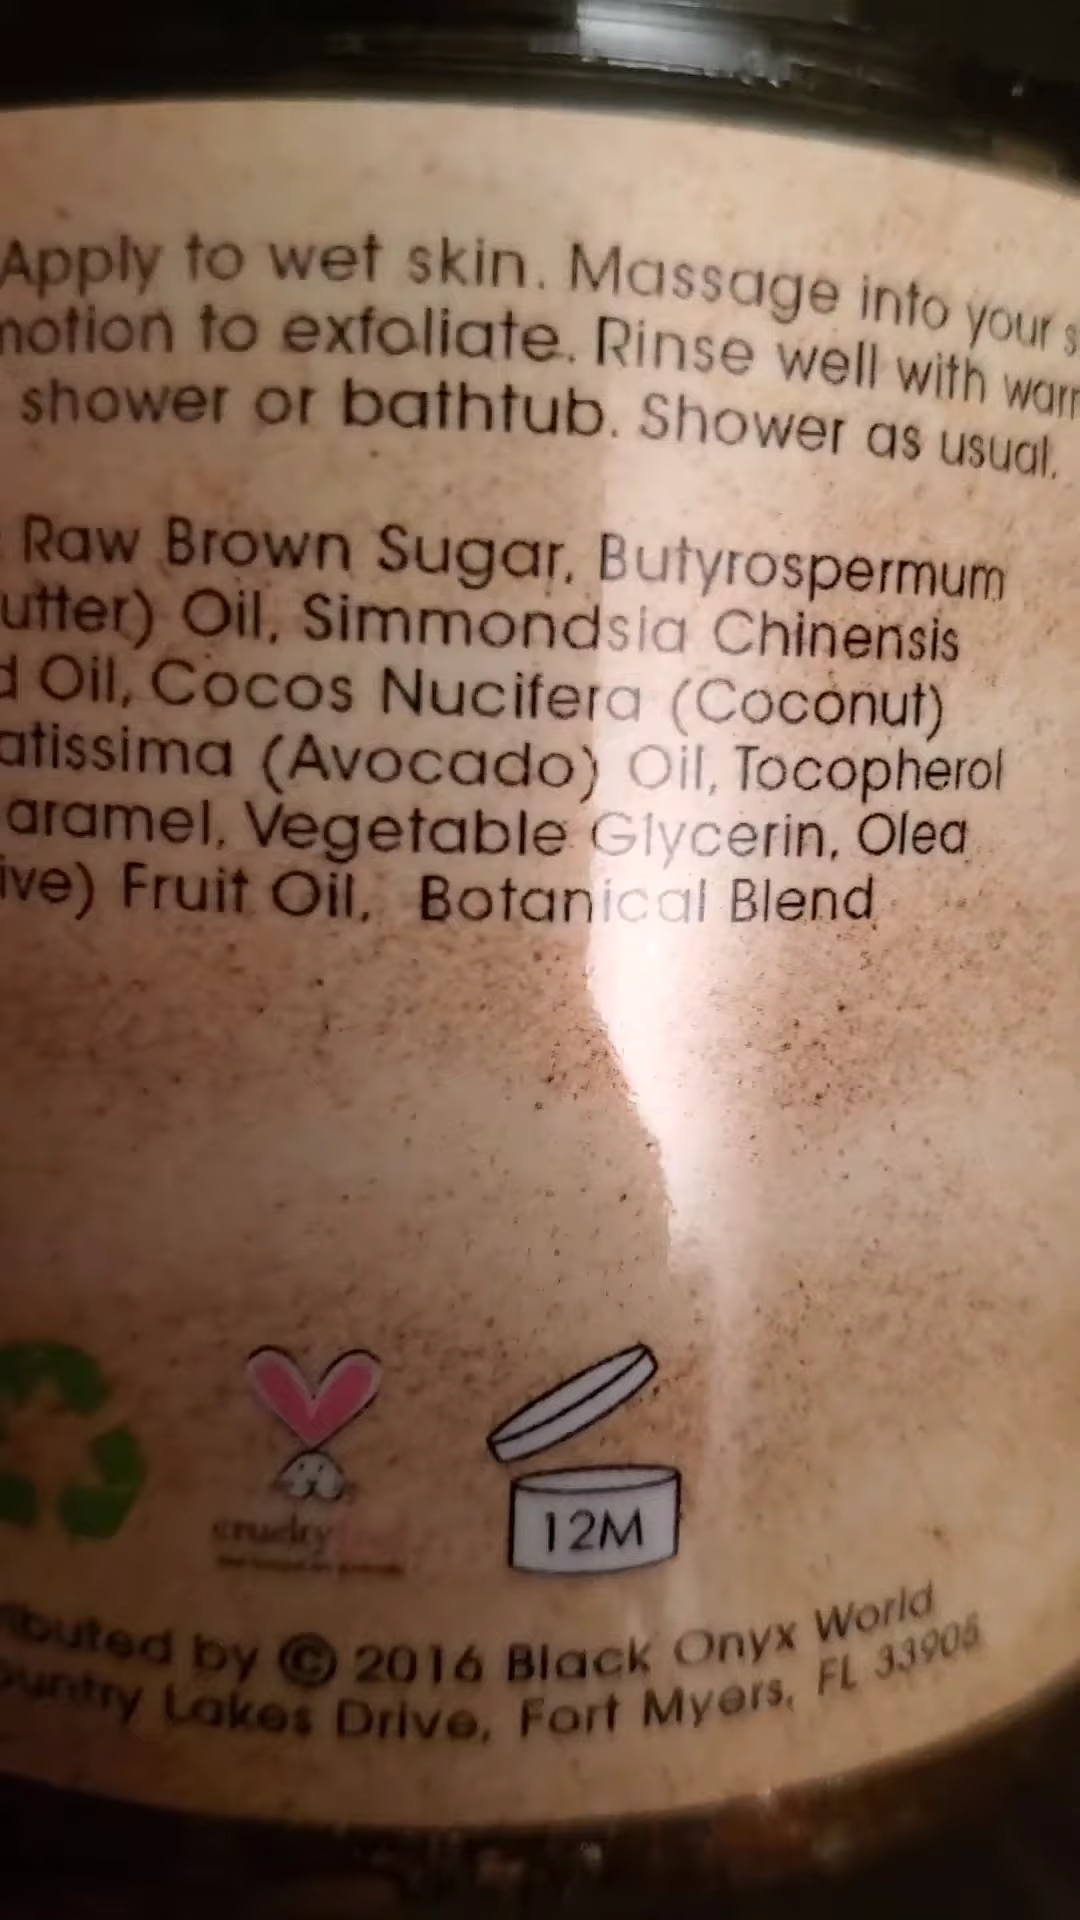 Apply to wet skin. Massage into your s
notion to exfoliate. Rinse well with warr
shower or bathtub. Shower as usual.
Raw Brown Sugar, Butyrospermum
utter) Oil, Simmondsia Chinensis
d Oil, Cocos Nucifera (Coconut)
atissima (Avocado) Oil, Tocopherol
aramel, Vegetable Glycerin, Olea
ive) Fruit Oil, Botanical Blend
cruelty free
12M
ibuted by © 2016 Black Onyx World
ountry Lakes Drive, Fort Myers, FL 33905